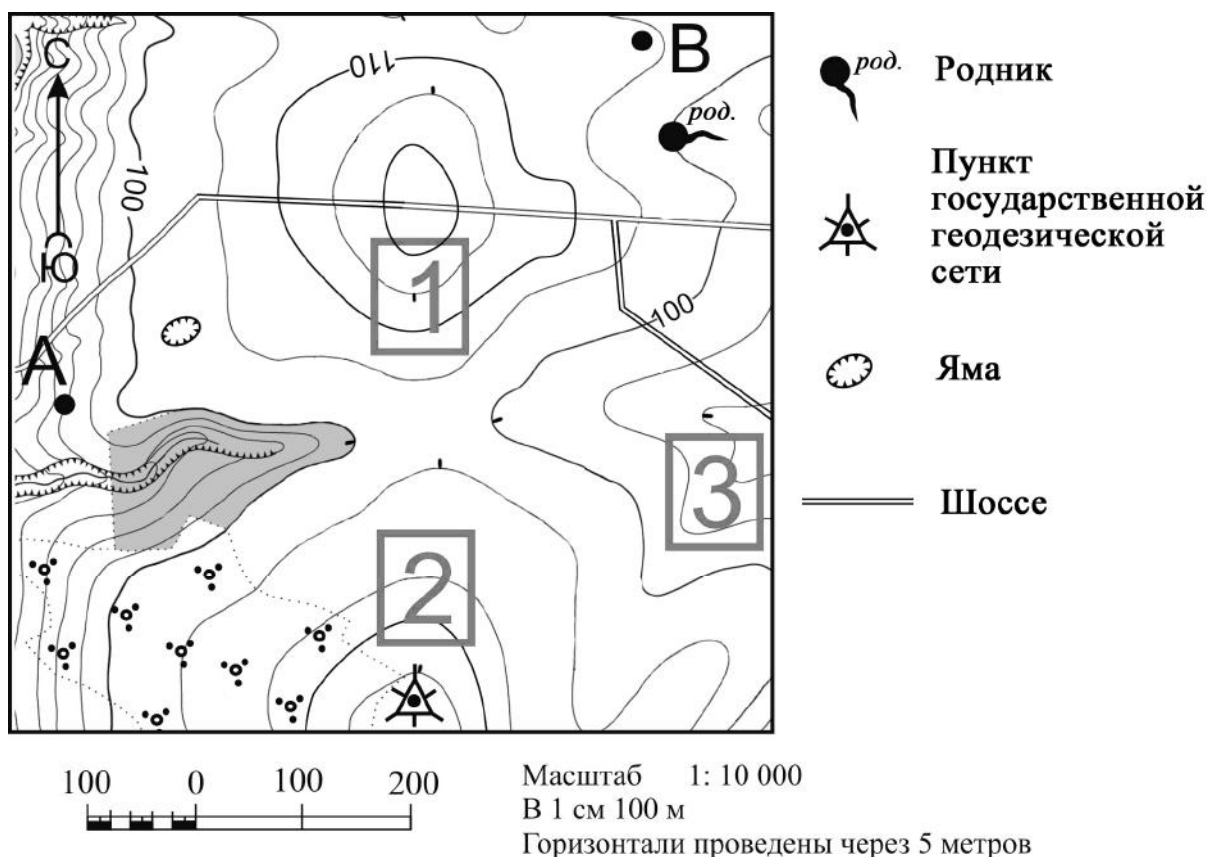 С
Ю
А
В
110
100
100
род.
1
2
3
род.
Родник
Пункт
государственной
геодезической
сети
Яма
Шоссе
100 0 100 200
Масштаб 1: 10 000
В 1 см 100 м
Горизонтали проведены через 5 метров